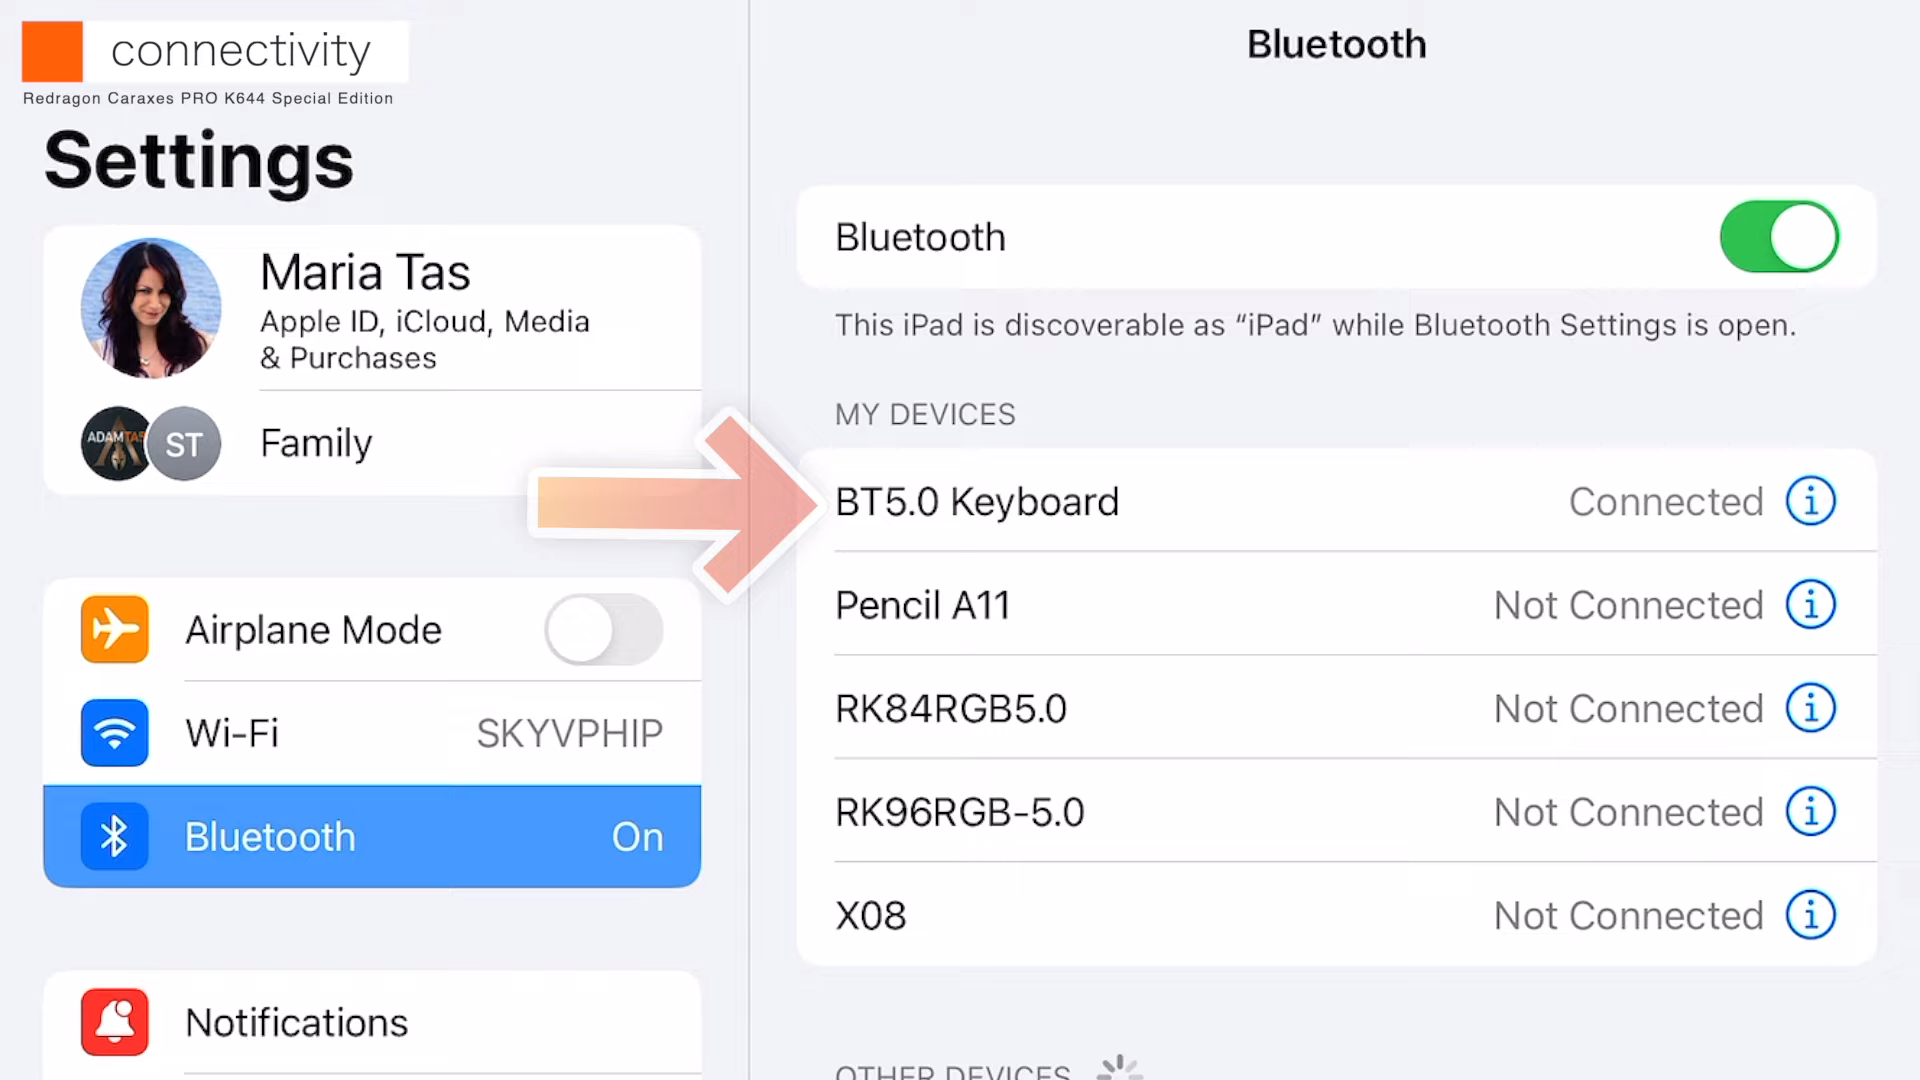 connectivity
Redragon Caraxes PRO K644 Special Edition
Settings
Maria Tas
Apple ID, iCloud, Media
& Purchases
ADAMTAS
ST
Family
Airplane Mode
Wi-Fi SKYVPHIP
Bluetooth On
Notifications
Bluetooth
Bluetooth
This iPad is discoverable as “iPad” while Bluetooth Settings is open.
MY DEVICES
BT5.0 Keyboard Connected
Pencil A11 Not Connected
RK84RGB5.0 Not Connected
RK96RGB-5.0 Not Connected
X08 Not Connected
OTHER DEVICES